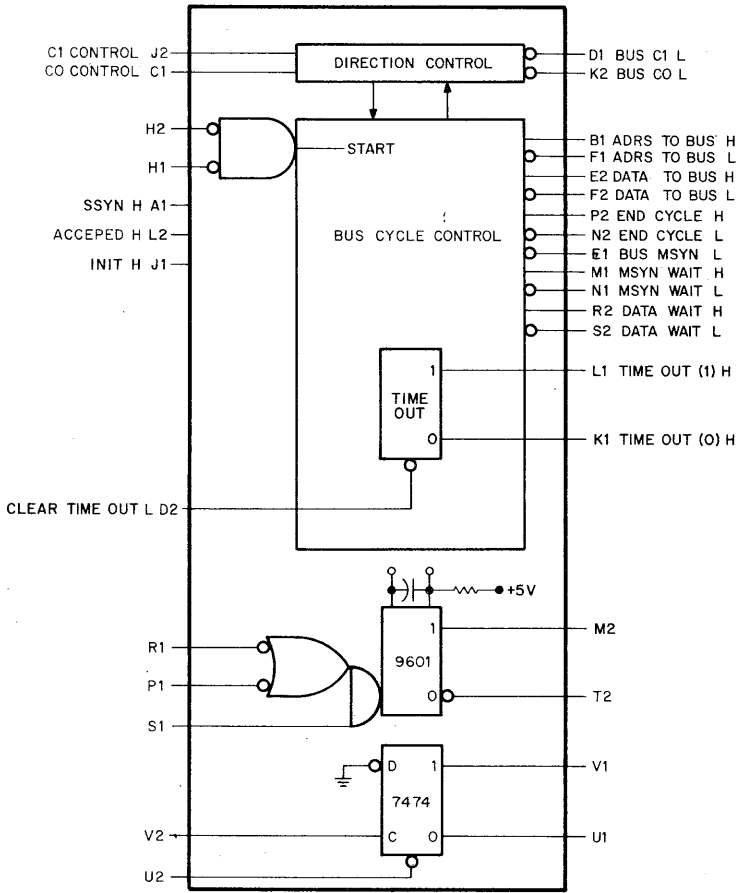 C1 CONTROL J2
CO CONTROL C1
DIRECTION CONTROL
D1 BUS C1 L
K2 BUS CO L
H2
H1
START
SSYN H A1
ACCEPED H L2
INIT H J1
BUS CYCLE CONTROL
B1 ADRS TO BUS H
F1 ADRS TO BUS L
E2 DATA TO BUS H
F2 DATA TO BUS L
P2 END CYCLE H
N2 END CYCLE L
E1 BUS MSYN L
M1 MSYN WAIT H
N1 MSYN WAIT L
R2 DATA WAIT H
S2 DATA WAIT L
1
TIME
OUT
0
L1 TIME OUT (1) H
K1 TIME OUT (0) H
CLEAR TIME OUT L D2
+5V
R1
P1
S1
1
9601
0
M2
T2
D 1
7474
C 0
V1
U1
V2
U2